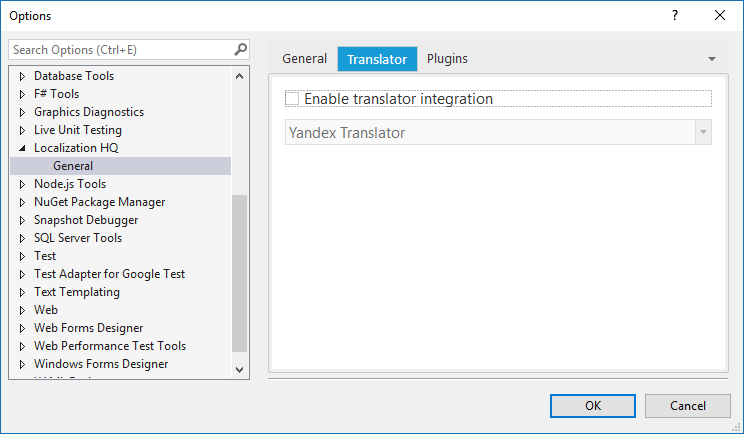 Options
?
Search Options (Ctrl+E)
Database Tools
F# Tools
Graphics Diagnostics
Live Unit Testing
Localization HQ
General
Node.js Tools
NuGet Package Manager
Snapshot Debugger
SQL Server Tools
Test
Test Adapter for Google Test
Text Templating
Web
Web Forms Designer
Web Performance Test Tools
Windows Forms Designer
General Translator Plugins
Enable translator integration
Yandex Translator
OK Cancel